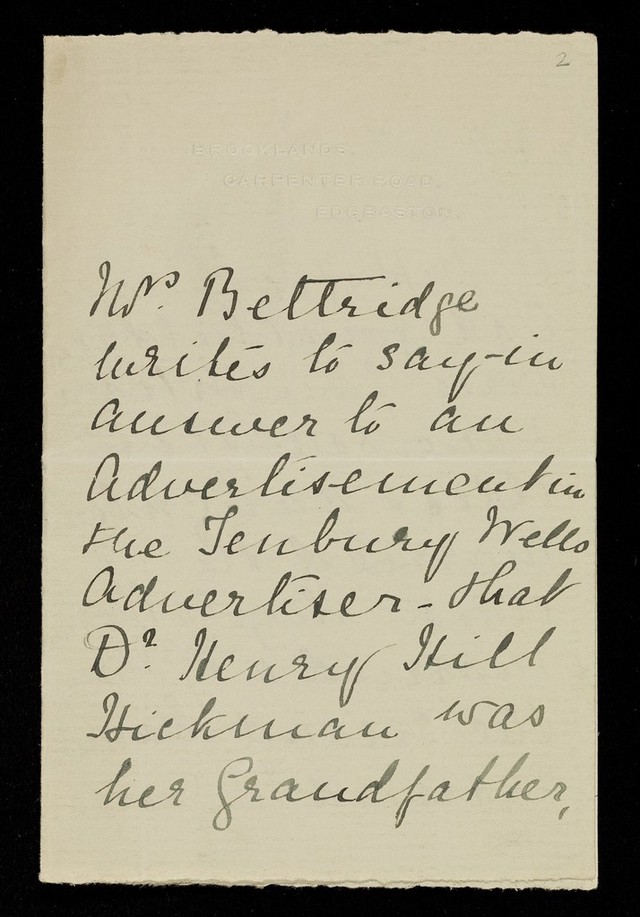 2
BROOKLANDS,
CARPENTER ROAD
EDGBASTON.
Mrs. Bettridge
writes to say-in
answer to an
Advertisement in
the Tenbury Wells
Advertiser - that
Dr. Henry Hill
Hickman was
her Grandfather,